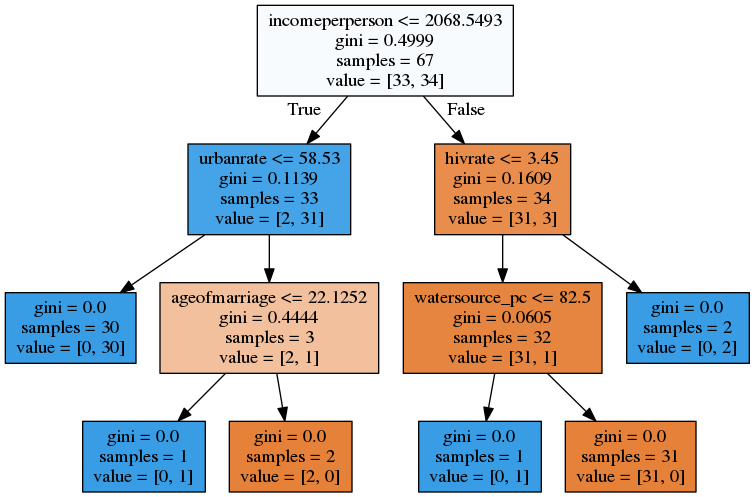 incomeperperson <= 2068.5493
gini = 0.4999
samples = 67
value = [33, 34]
True
False
urbanrate <= 58.53
gini = 0.1139
samples = 33
value = [2, 31]
hivrate <= 3.45
gini = 0.1609
samples = 34
value = [31, 3]
gini = 0.0
samples = 30
value = [0, 30]
ageofmarriage <= 22.1252
gini = 0.4444
samples = 3
value = [2, 1]
watersource_pc <= 82.5
gini = 0.0605
samples = 32
value = [31, 1]
gini = 0.0
samples = 2
value = [0, 2]
gini = 0.0
samples = 1
value = [0, 1]
gini = 0.0
samples = 2
value = [2, 0]
gini = 0.0
samples = 1
value = [0, 1]
gini = 0.0
samples = 31
value = [31, 0]